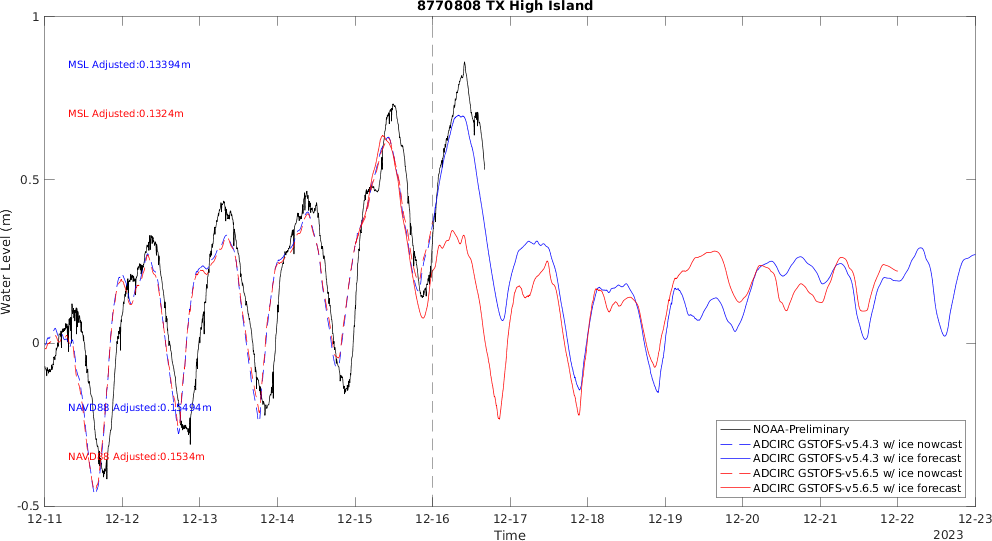 8770808 TX High Island
1
MSL Adjusted:0.13394m
MSL Adjusted:0.1324m
0.5
Water Level (m)
0
NAVD88 Adjusted:0.15494m
NAVD88 Adjusted:0.1534m
-0.5
NOAA-Preliminary
ADCIRC GSTOFS-v5.4.3 w/ ice nowcast
ADCIRC GSTOFS-v5.4.3 w/ ice forecast
ADCIRC GSTOFS-v5.6.5 w/ ice nowcast
ADCIRC GSTOFS-v5.6.5 w/ ice forecast
12-11 12-12 12-13 12-14 12-15 12-16 12-17 12-18 12-19 12-20 12-21 12-22 12-23
Time
2023